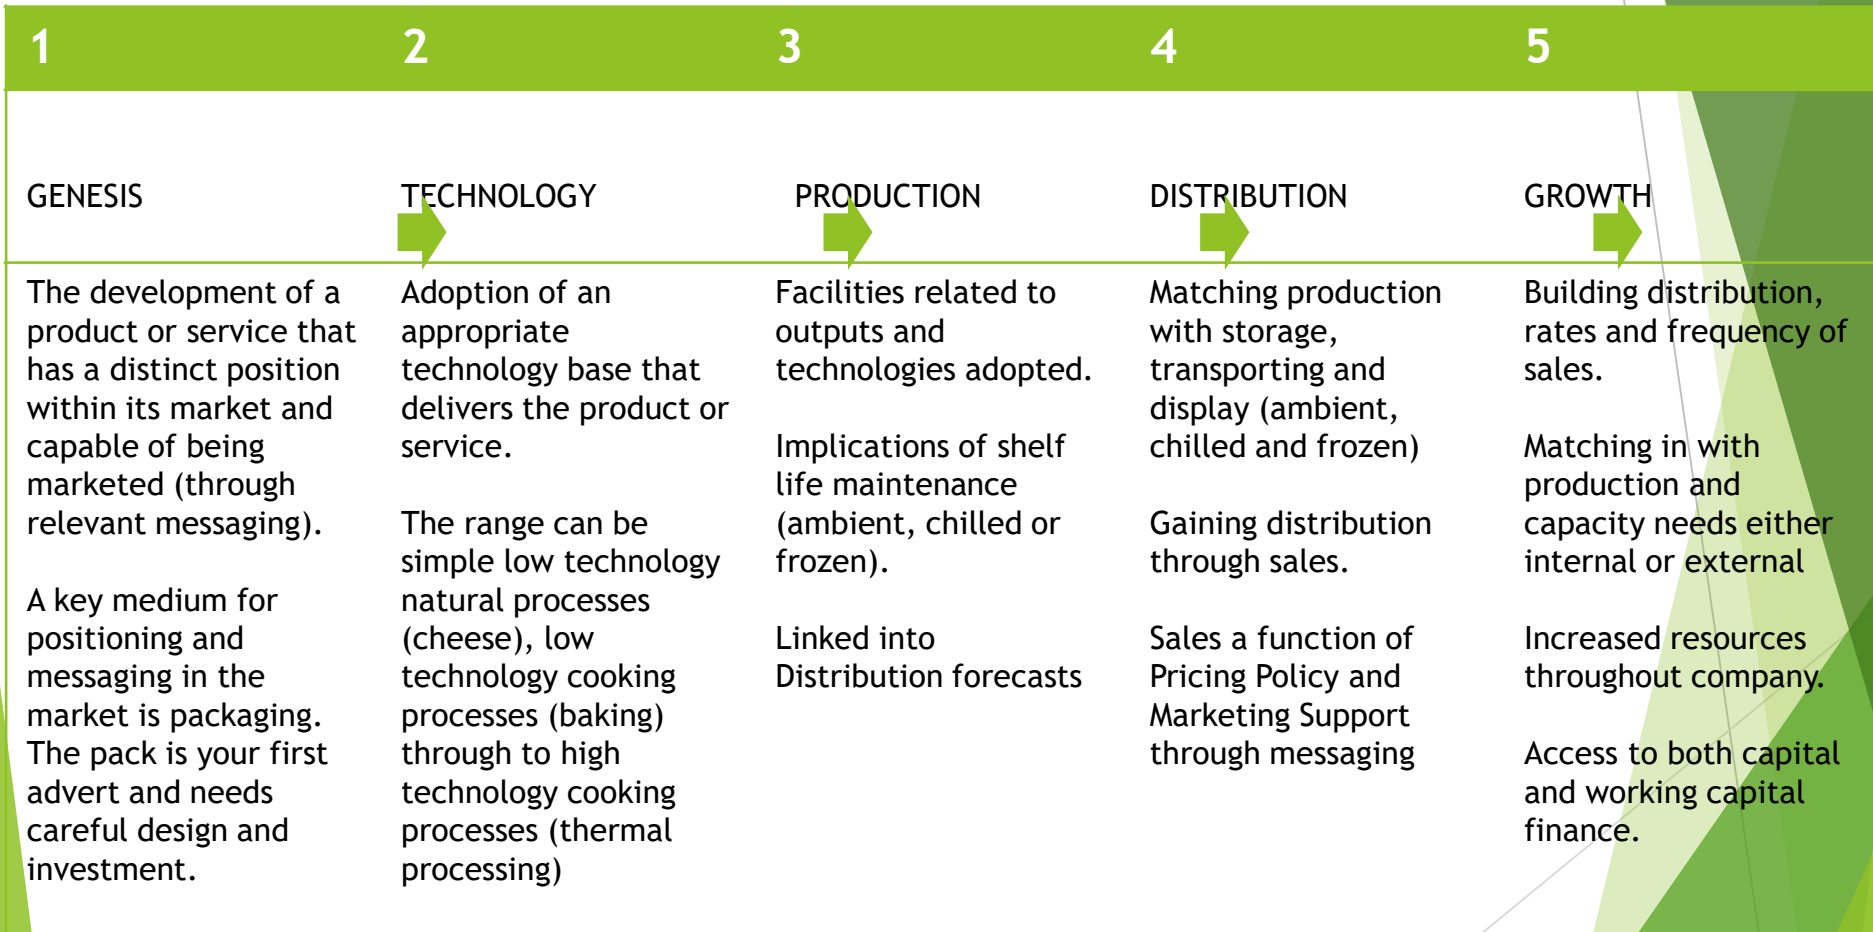 1
2
3
4
5
GENESIS
TECHNOLOGY
PRODUCTION
DISTRIBUTION
GROWTH
The development of a
product or service that
has a distinct position
within its market and
capable of being
marketed (through
relevant messaging).
A key medium for
positioning and
messaging in the
market is packaging.
The pack is your first
advert and needs
careful design and
investment.
Adoption of an
appropriate
technology base that
delivers the product or
service.
The range can be
simple low technology
natural processes
(cheese), low
technology cooking
processes (baking)
through to high
technology cooking
processes (thermal
processing)
Facilities related to
outputs and
technologies adopted.
Implications of shelf
life maintenance
(ambient, chilled or
frozen).
Linked into
Distribution forecasts
Matching production
with storage,
transporting and
display (ambient,
chilled and frozen)
Gaining distribution
through sales.
Sales a function of
Pricing Policy and
Marketing Support
through messaging
Building distribution,
rates and frequency of
sales.
Matching in with
production and
capacity needs either
internal or external
Increased resources
throughout company.
Access to both capital
and working capital
finance.